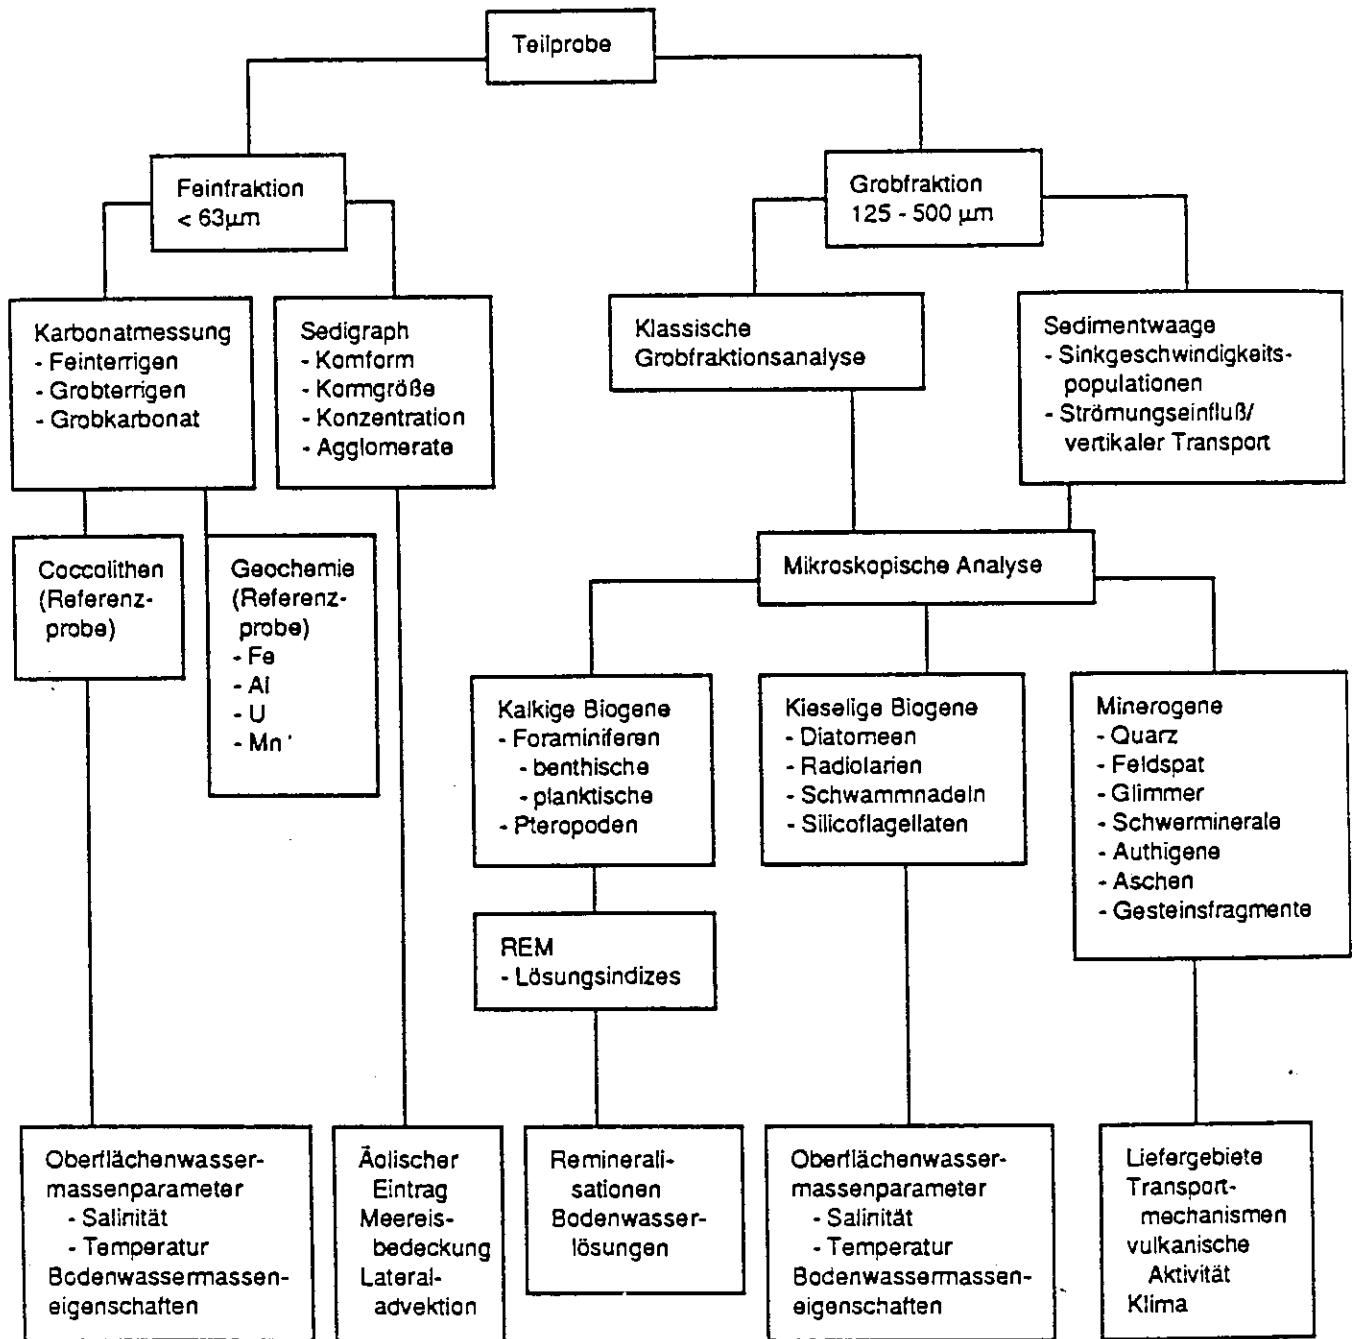 Teilprobe
Feinfraktion
< 63µm
Grobfraktion
125 - 500 µm
Karbonatmessung
- Feinterrigen
- Grobterrigen
- Grobkarbonat
Sedigraph
- Kornform
- Korngröße
- Konzentration
- Agglomerate
Klassische
Grobfraktionsanalyse
Sedimentwaage
- Sinkgeschwindigkeits-
populationen
- Strömungseinfluß/
vertikaler Transport
Coccolithen
(Referenz-
probe)
Geochemie
(Referenz-
probe)
- Fe
- Al
- U
- Mn
Mikroskopische Analyse
Kalkige Biogene
- Foraminiferen
- benthische
- planktische
- Pteropoden
Kieselige Biogene
- Diatomeen
- Radiolarien
- Schwammnadeln
- Silicoflagellaten
Minerogene
- Quarz
- Feldspat
- Glimmer
- Schwerminerale
- Authigene
- Aschen
- Gesteinsfragmente
REM
- Lösungsindizes
Oberflächenwasser-
massenparameter
- Salinität
- Temperatur
Bodenwassermassen-
eigenschaften
Äolischer
Eintrag
Meereis-
bedeckung
Lateral-
advektion
Reminerali-
sationen
Bodenwasser-
lösungen
Oberflächenwasser-
massenparameter
- Salinität
- Temperatur
Bodenwassermassen-
eigenschaften
Liefergebiete
Transport-
mechanismen
vulkanische
Aktivität
Klima